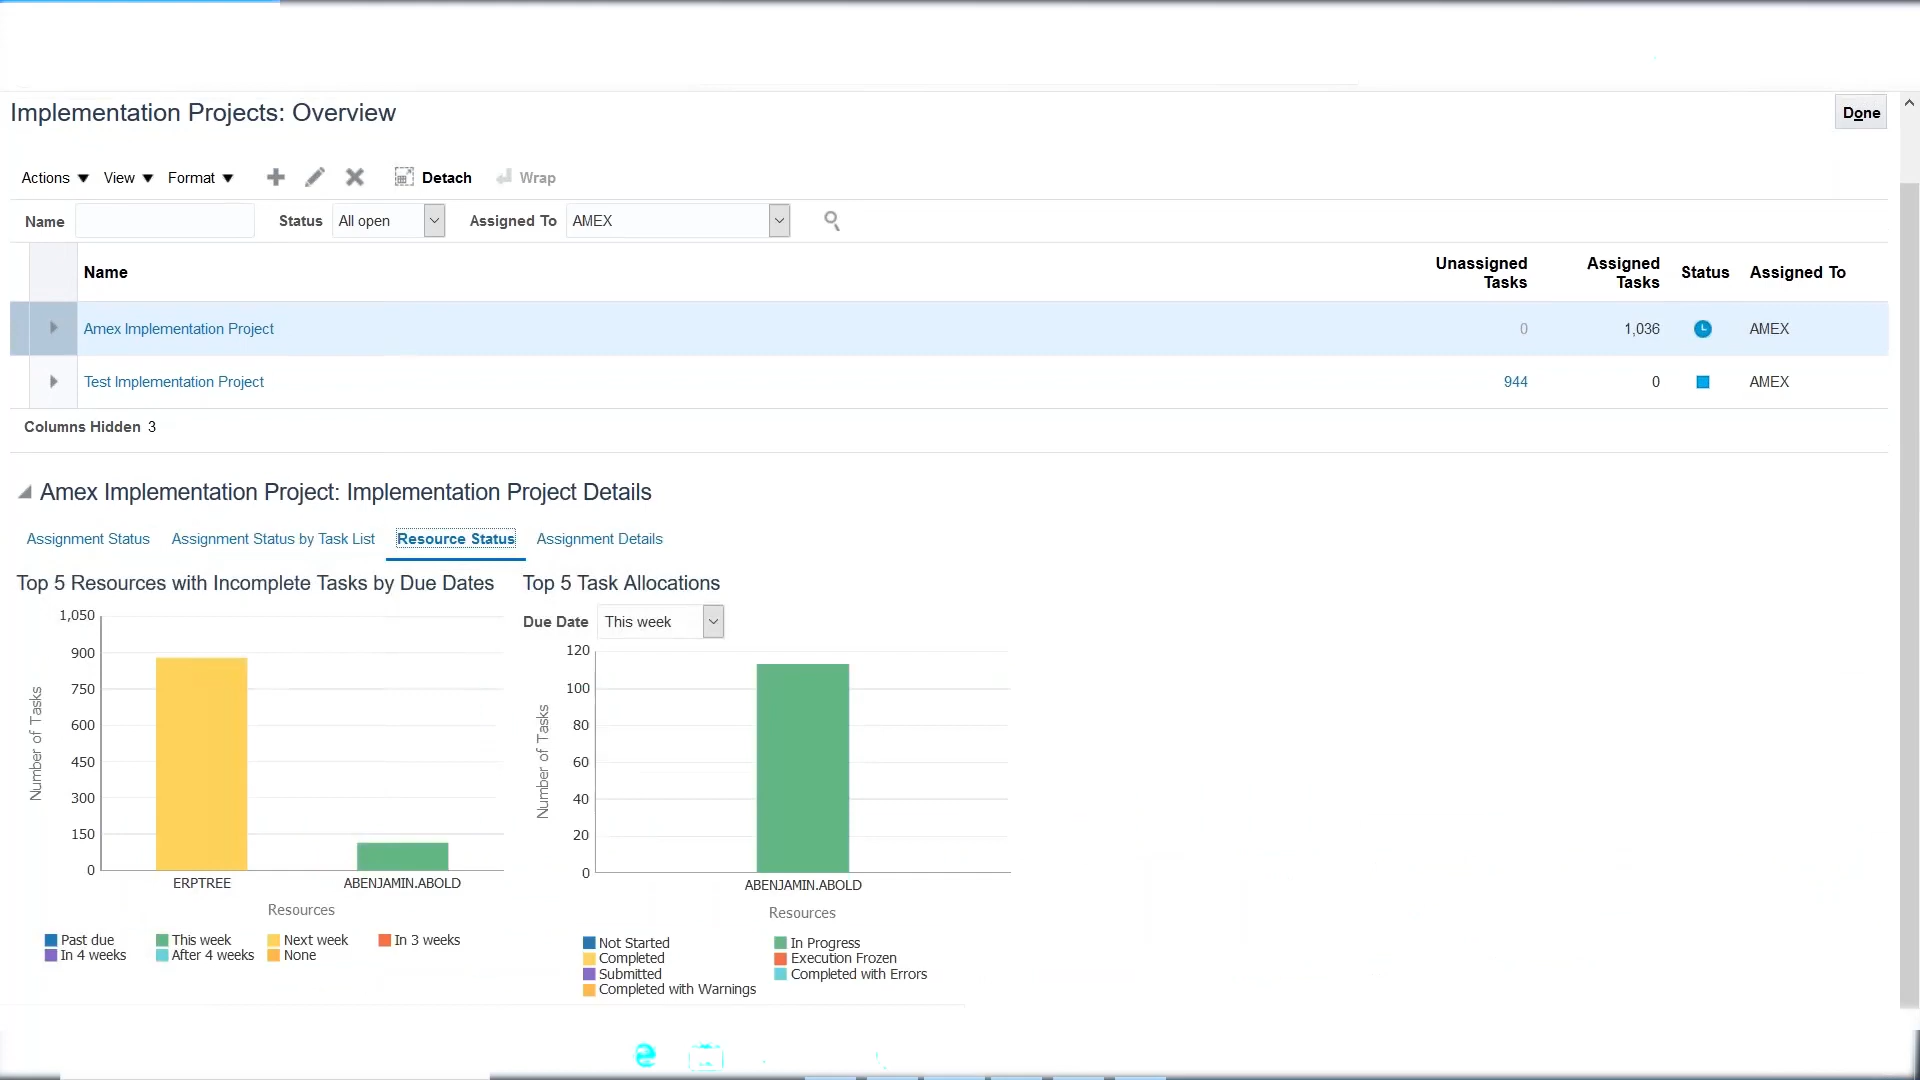 Implementation Projects: Overview
Done
Actions View Format Detach Wrap
Name Status All open Assigned To AMEX
Name Unassigned Tasks Assigned Tasks Status Assigned To
Amex Implementation Project 0 1,036 AMEX
Test Implementation Project 944 0 AMEX
Columns Hidden 3
Amex Implementation Project: Implementation Project Details
Assignment Status Assignment Status by Task List Resource Status Assignment Details
Top 5 Resources with Incomplete Tasks by Due Dates
1,050
900
750
600
450
300
150
0
Number of Tasks
ERPTREE ABENJAMIN.ABOLD
Resources
Past due This week Next week In 3 weeks
In 4 weeks After 4 weeks None
Top 5 Task Allocations
Due Date This week
120
100
80
60
40
20
0
Number of Tasks
ABENJAMIN.ABOLD
Resources
Not Started In Progress
Completed Execution Frozen
Submitted Completed with Errors
Completed with Warnings